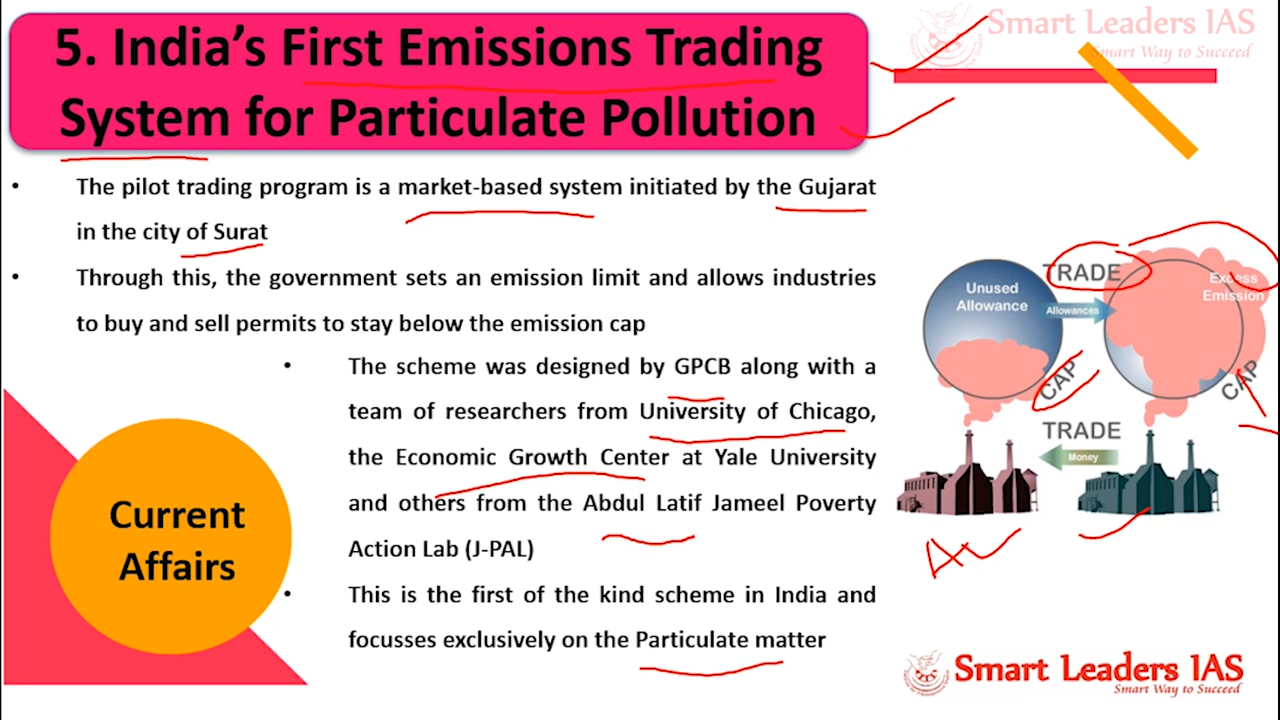 5. India's First Emissions Trading
System for Particulate Pollution
Smart Leaders IAS
Smart Way to Succeed
• The pilot trading program is a market-based system initiated by the Gujarat
in the city of Surat
• Through this, the government sets an emission limit and allows industries
to buy and sell permits to stay below the emission cap
• The scheme was designed by GPCB along with a
team of researchers from University of Chicago,
the Economic Growth Center at Yale University
and others from the Abdul Latif Jameel Poverty
Action Lab (J-PAL)
• This is the first of the kind scheme in India and
focusses exclusively on the Particulate matter
Current
Affairs
TRADE
Unused
Allowance
Allowances
Excess
Emission
CAP
CAP
TRADE
Money
Smart Leaders IAS
Smart Way to Succeed